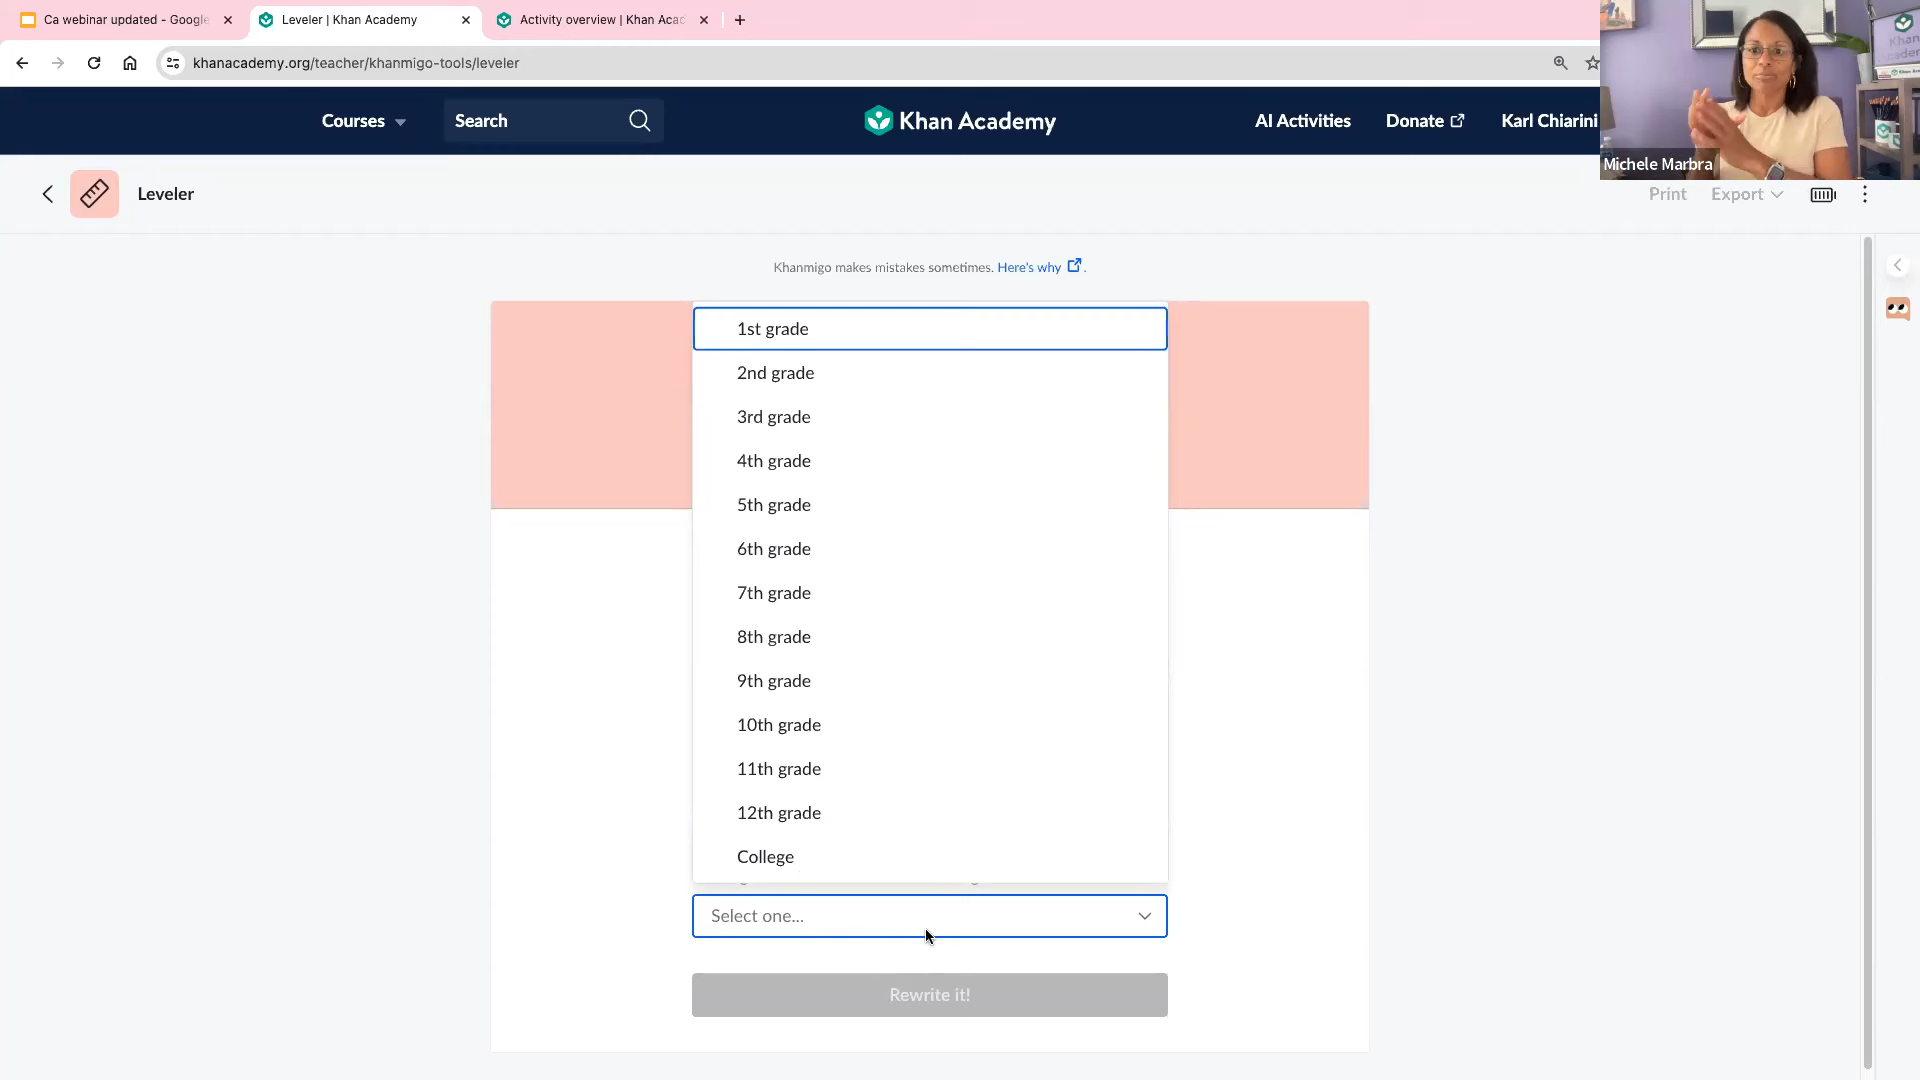 Ca webinar updated - Google
Leveler | Khan Academy
Activity overview | Khan Acad
khanacademy.org/teacher/khanmigo-tools/leveler
Courses
Search
Khan Academy
AI Activities
Donate
Karl Chiarini
Michele Marbra
Leveler
Print
Export
Khanmigo makes mistakes sometimes. Here's why.
1st grade
2nd grade
3rd grade
4th grade
5th grade
6th grade
7th grade
8th grade
9th grade
10th grade
11th grade
12th grade
College
Select one...
Rewrite it!